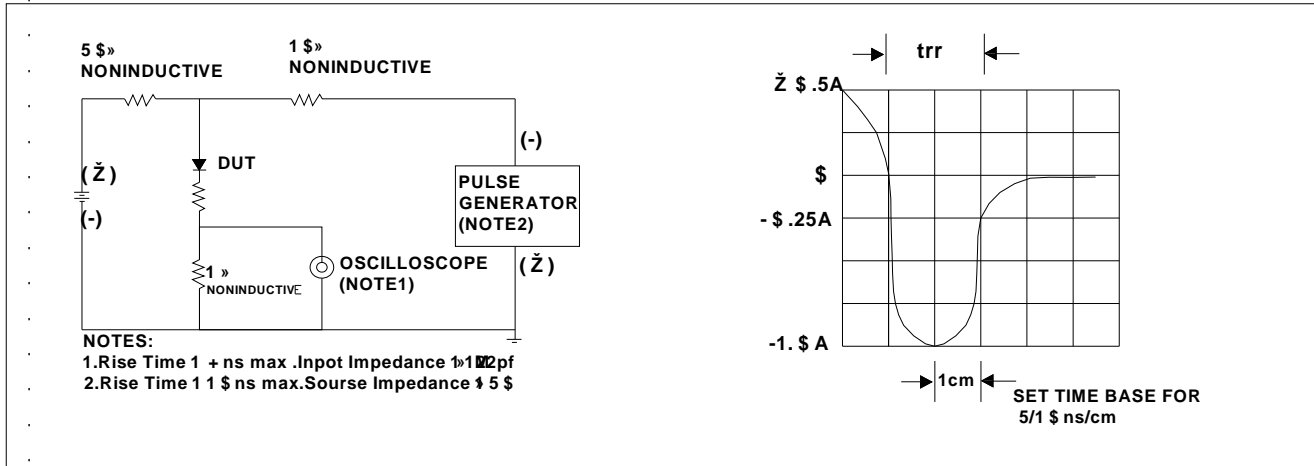 5 $»
NONINDUCTIVE
1 $»
NONINDUCTIVE
(-)
DUT
(Ž)
(-)
PULSE
GENERATOR
(NOTE2)
(Ž)
1 »
NONINDUCTIVE
OSCILLOSCOPE
(NOTE1)
NOTES:
1.Rise Time 1 + ns max .Inpot Impedance pf
2.Rise Time 1 1 $ ns max.Sourse Impedance 5 $
trr
Ž $ .5A
$
- $ .25A
-1. $ A
1cm
SET TIME BASE FOR
5/1 $ ns/cm